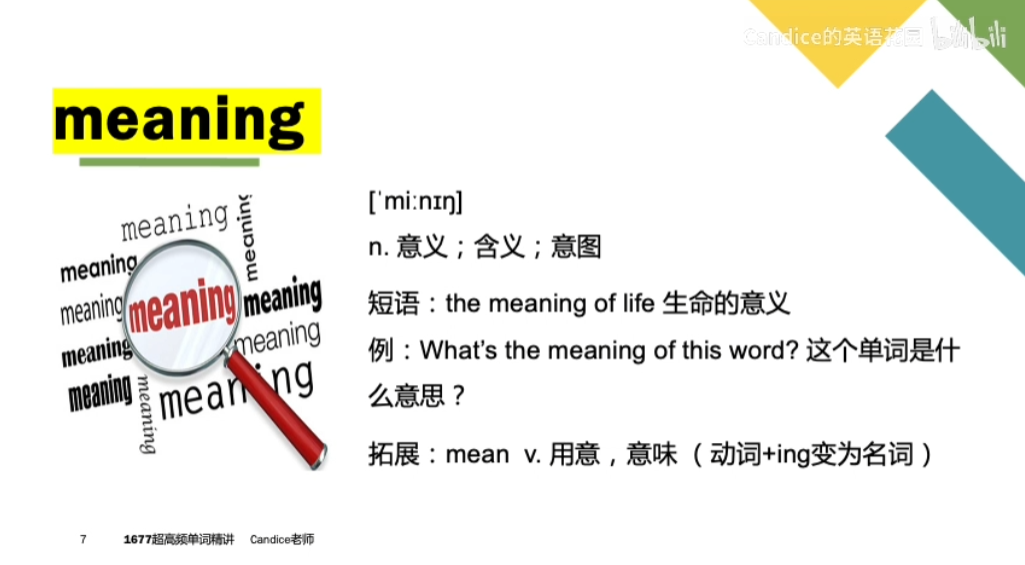 Candice的英语花园 bilibili
meaning
[ˈmiːnɪŋ]
n. 意义；含义；意图
短语：the meaning of life 生命的意义
例：What's the meaning of this word? 这个单词是什
么意思？
拓展：mean v. 用意，意味 （动词+ing变为名词）
meaning
meaning
meaning
meaning
meaning
meaning
meaning
meaning
meaning
meaning
meaning
7 1677超高频单词精讲 Candice老师